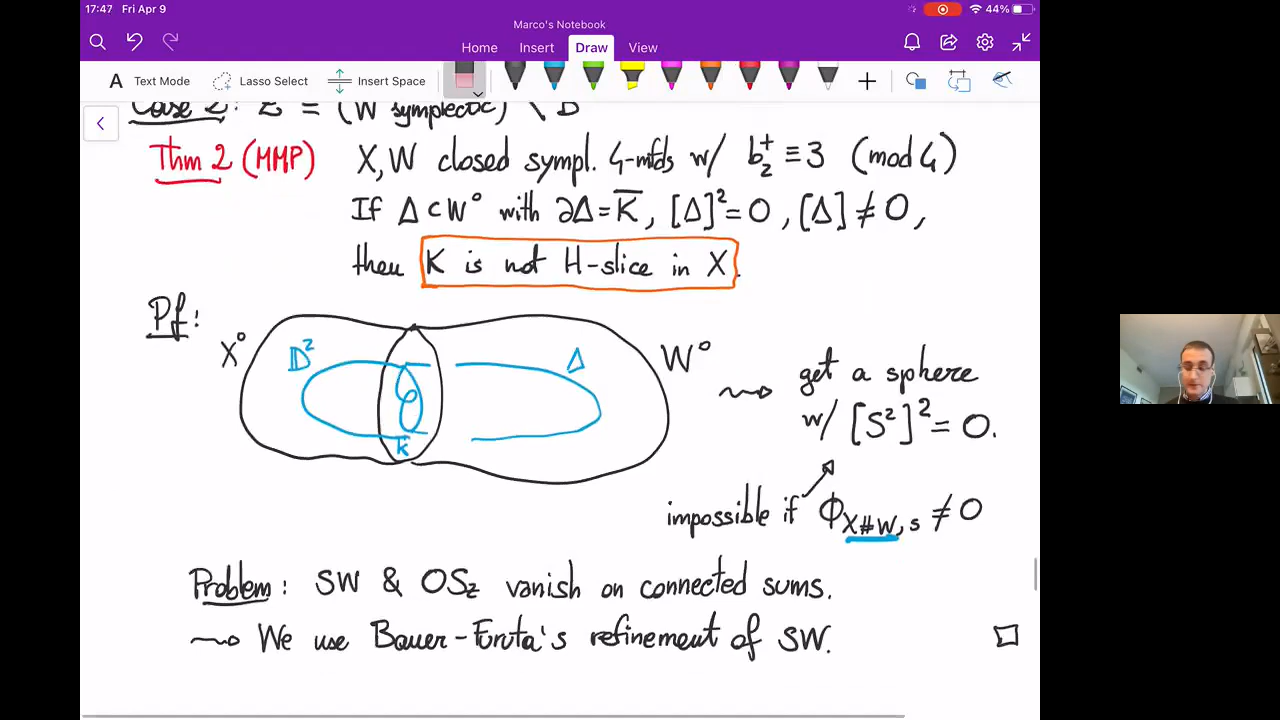 17:47 Fri Apr 9
44%
Marco's Notebook
Home Insert Draw View
A Text Mode Lasso Select Insert Space
Case 2: Z = (W symplectic) \ D
Thm 2 (MMP) X, W closed sympl. 4-mfds w/ b₂⁺ ≡ 3 (mod 4)
If Δ ⊂ W° with ∂Δ = K̅, [Δ]² = 0, [Δ] ≠ 0,
then K is not H-slice in X.
Pf:
X° D² K Δ W°
⇝ get a sphere
w/ [S²]² = 0.
impossible if Φ_{X#W, s} ≠ 0
Problem: SW & OSz vanish on connected sums.
⇝ We use Bauer-Furuta's refinement of SW. □